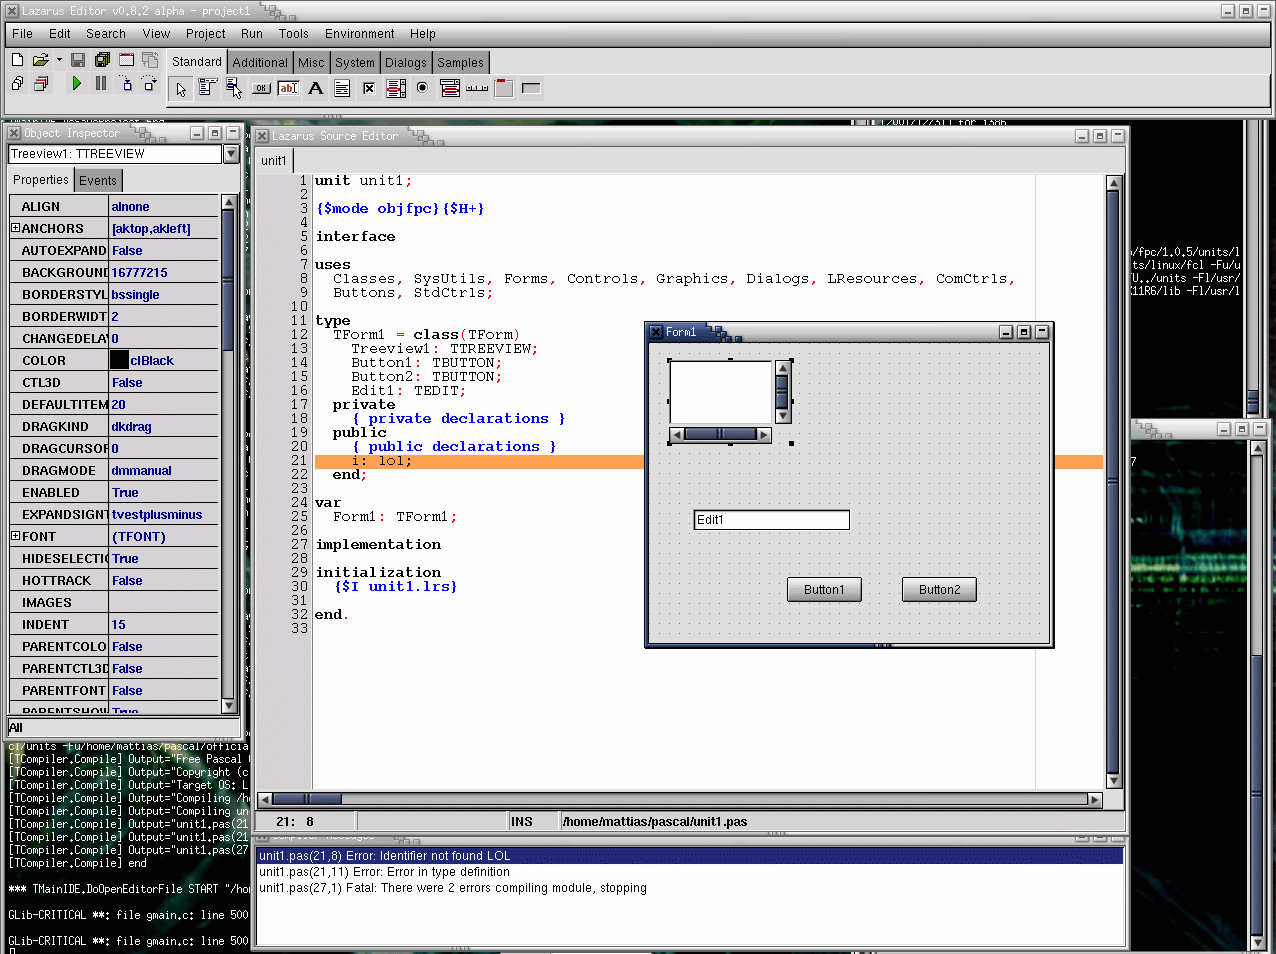 Lazarus Editor v0.8.2 alpha - project1
File Edit Search View Project Run Tools Environment Help
Standard Additional Misc System Dialogs Samples
OK abI A
Object Inspector
Treeview1: TTREEVIEW
Properties Events
ALIGN alnone
ANCHORS [aktop,akleft]
AUTOEXPAND False
BACKGROUND 16777215
BORDERSTYL bssingle
BORDERWIDT 2
CHANGEDELAY 0
COLOR clBlack
CTL3D False
DEFAULTITEM 20
DRAGKIND dkdrag
DRAGCURSOR 0
DRAGMODE dmmanual
ENABLED True
EXPANDSIGNT tvestplusminus
FONT (TFONT)
HIDESELECTIO True
HOTTRACK False
IMAGES
INDENT 15
PARENTCOLO False
PARENTCTL3D False
PARENTFONT False
PARENTSHOW True
All
Lazarus Source Editor
unit1
1 unit unit1;
2
3 {$mode objfpc}{$H+}
4
5 interface
6
7 uses
8 Classes, SysUtils, Forms, Controls, Graphics, Dialogs, LResources, ComCtrls,
9 Buttons, StdCtrls;
10
11 type
12 TForm1 = class(TForm)
13 Treeview1: TTREEVIEW;
14 Button1: TBUTTON;
15 Button2: TBUTTON;
16 Edit1: TEDIT;
17 private
18 { private declarations }
19 public
20 { public declarations }
21 i: lol;
22 end;
23
24 var
25 Form1: TForm1;
26
27 implementation
28
29 initialization
30 {$I unit1.lrs}
31
32 end.
33
21: 8 INS /home/mattias/pascal/unit1.pas
Form1
Edit1
Button1 Button2
Compiler Messages
unit1.pas(21,8) Error: Identifier not found LOL
unit1.pas(21,11) Error: Error in type definition
unit1.pas(27,1) Fatal: There were 2 errors compiling module, stopping
[2001/12/31] for i386
/fpc/1.0.5/units/l
ts/linux/fcl -Fu/u
U../units -Fl/usr/
11R6/lib -Fl/usr/l
7
cl/units -Fu/home/mattias/pascal/officia
[TCompiler.Compile] Output="Free Pascal
[TCompiler.Compile] Output="Copyright (c
[TCompiler.Compile] Output="Target OS: L
[TCompiler.Compile] Output="Compiling /h
[TCompiler.Compile] Output="Compiling un
[TCompiler.Compile] Output="unit1.pas(21
[TCompiler.Compile] Output="unit1.pas(21
[TCompiler.Compile] Output="unit1.pas(27
[TCompiler.Compile] end
*** TMainIDE.DoOpenEditorFile START "/ho
GLib-CRITICAL **: file gmain.c: line 500
GLib-CRITICAL **: file gmain.c: line 500